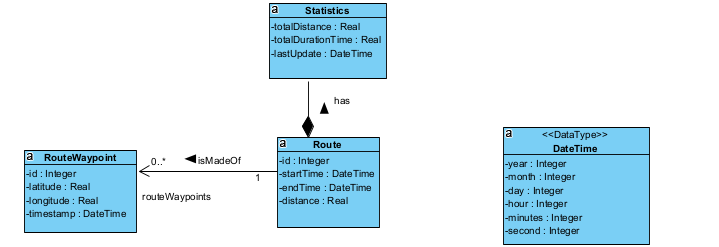 a
Statistics
-totalDistance : Real
-totalDurationTime : Real
-lastUpdate : DateTime
has
a
RouteWaypoint
-id : Integer
-latitude : Real
-longitude : Real
-timestamp : DateTime
0..*
isMadeOf
1
routeWaypoints
a
Route
-id : Integer
-startTime : DateTime
-endTime : DateTime
-distance : Real
a
<<DataType>>
DateTime
-year : Integer
-month : Integer
-day : Integer
-hour : Integer
-minutes : Integer
-second : Integer